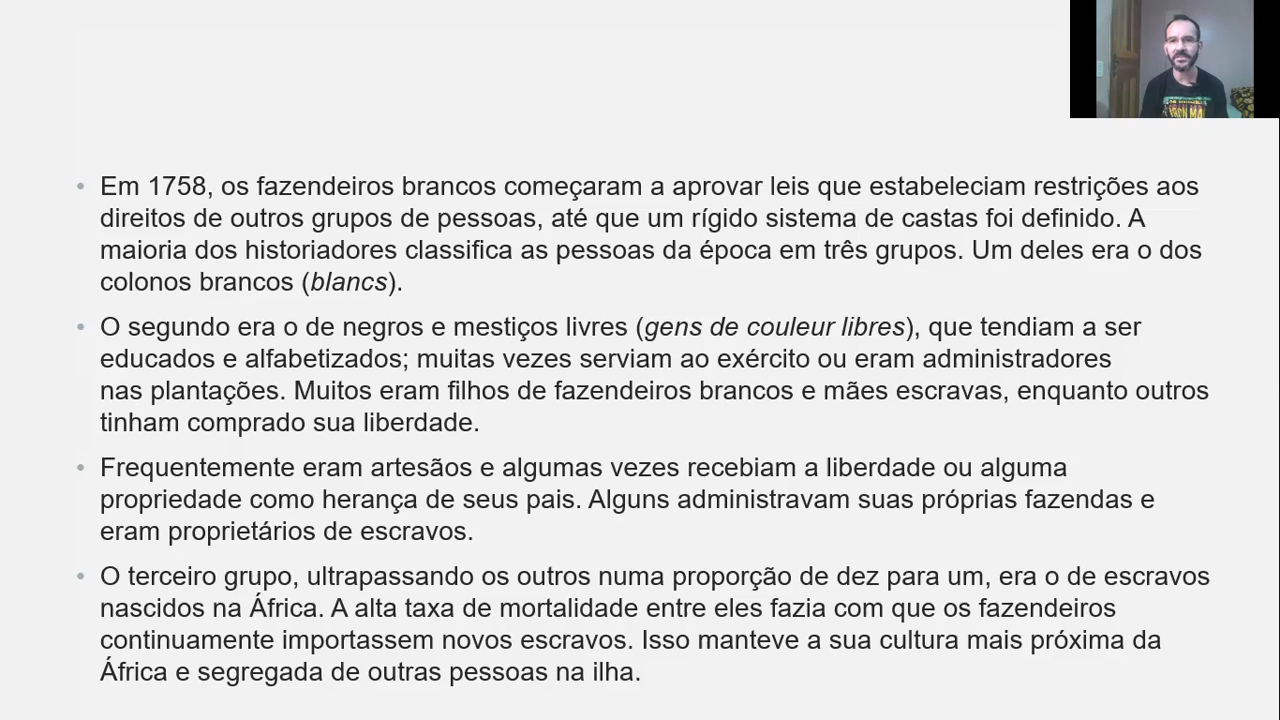 Em 1758, os fazendeiros brancos começaram a aprovar leis que estabeleciam restrições aos
direitos de outros grupos de pessoas, até que um rígido sistema de castas foi definido. A
maioria dos historiadores classifica as pessoas da época em três grupos. Um deles era o dos
colonos brancos (blancs).
O segundo era o de negros e mestiços livres (gens de couleur libres), que tendiam a ser
educados e alfabetizados; muitas vezes serviam ao exército ou eram administradores
nas plantações. Muitos eram filhos de fazendeiros brancos e mães escravas, enquanto outros
tinham comprado sua liberdade.
Frequentemente eram artesãos e algumas vezes recebiam a liberdade ou alguma
propriedade como herança de seus pais. Alguns administravam suas próprias fazendas e
eram proprietários de escravos.
O terceiro grupo, ultrapassando os outros numa proporção de dez para um, era o de escravos
nascidos na África. A alta taxa de mortalidade entre eles fazia com que os fazendeiros
continuamente importassem novos escravos. Isso manteve a sua cultura mais próxima da
África e segregada de outras pessoas na ilha.